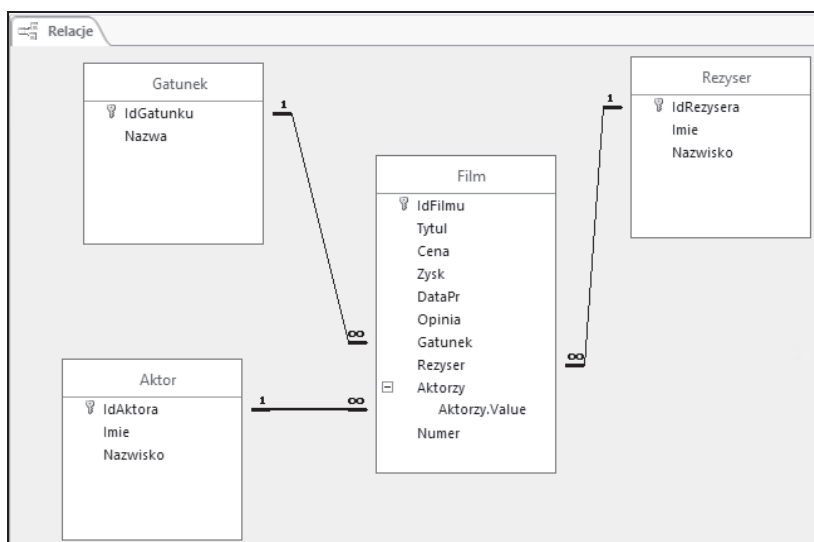 Relacje
Gatunek
IdGatunku
Nazwa
1
∞
Film
IdFilmu
Tytul
Cena
Zysk
DataPr
Opinia
Gatunek
Rezyser
Aktorzy
Aktorzy.Value
Numer
Rezyser
IdRezysera
Imie
Nazwisko
1
∞
Aktor
IdAktora
Imie
Nazwisko
1
∞